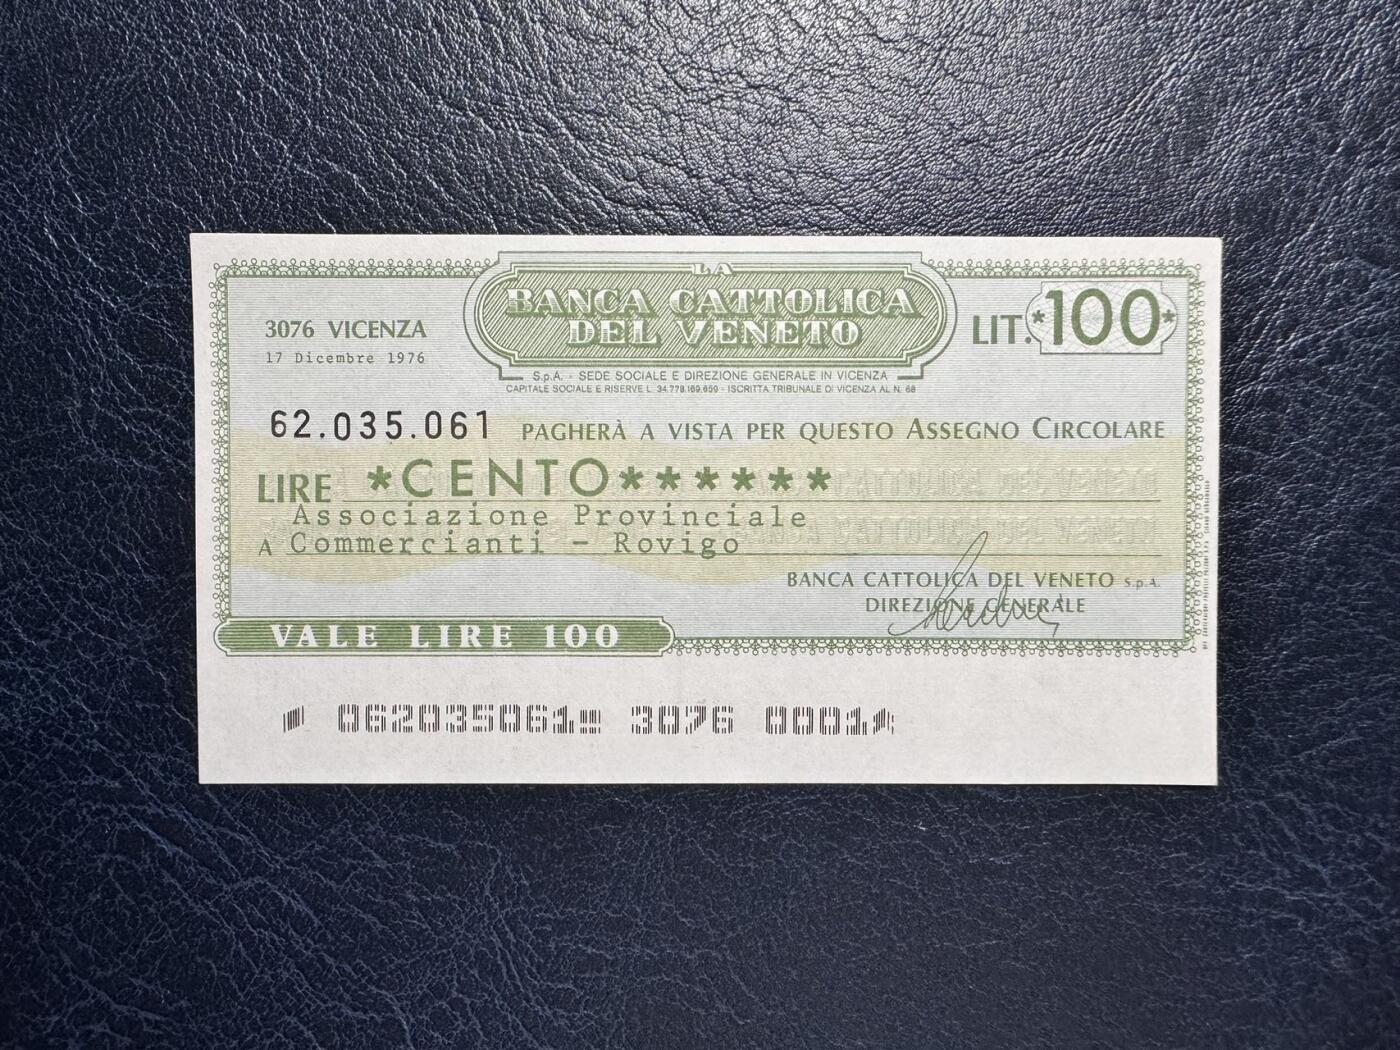 LA
BANCA CATTOLICA
DEL VENETO
S.p.A. - SEDE SOCIALE E DIREZIONE GENERALE IN VICENZA
CAPITALE SOCIALE E RISERVE L. 34.778.169.659 - ISCRITTA TRIBUNALE DI VICENZA AL N. 68
3076 VICENZA
17 Dicembre 1976
LIT. *100*
62.035.061 PAGHERÀ A VISTA PER QUESTO ASSEGNO CIRCOLARE
LIRE *CENTO******
Associazione Provinciale
A Commercianti - Rovigo
BANCA CATTOLICA DEL VENETO S.p.A.
DIREZIONE GENERALE
VALE LIRE 100
062035061 3076 0001